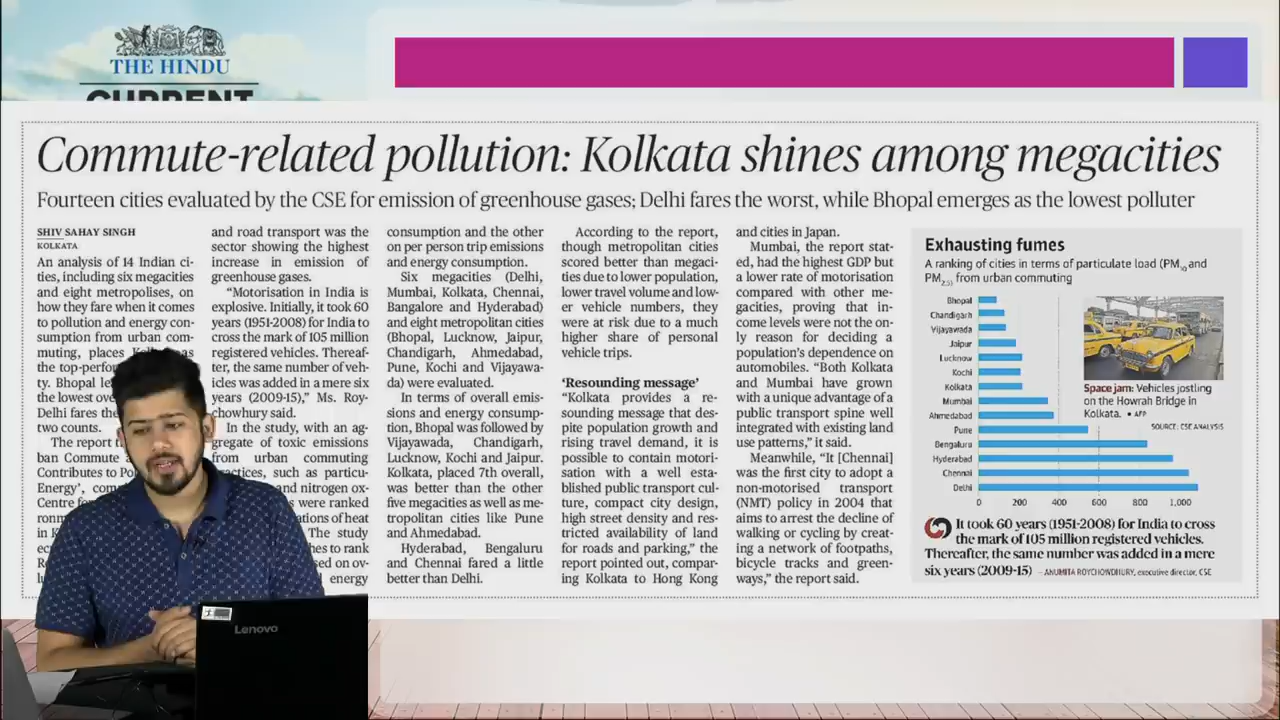 THE HINDU
CURRENT
Commute-related pollution: Kolkata shines among megacities
Fourteen cities evaluated by the CSE for emission of greenhouse gases; Delhi fares the worst, while Bhopal emerges as the lowest polluter
SHIV SAHAY SINGH
KOLKATA
An analysis of 14 Indian ci-
ties, including six megacities
and eight metropolises, on
how they fare when it comes
to pollution and energy con-
sumption from urban com-
muting, places
the
ty. Bhopal
the lowest
Delhi fares
two counts.
The report
Contributes to
Energy',
Centre
in
and road transport was the
sector showing the highest
increase in emission of
greenhouse gases.
“Motorisation in India is
explosive. Initially, it took 60
years (1951-2008) for India to
cross the mark of 105 million
registered vehicles. Thereaf-
ter, the same number of veh-
icles was added in a mere six
years (2009-15),” Ms. Roy-
chowhury said.
In the study, with an ag-
gregate of toxic emissions
from urban commuting
such as particu-
and nitrogen ox-
were ranked
of heat
The study
to rank
on ov-
energy
consumption and the other
on per person trip emissions
and energy consumption.
Six megacities (Delhi,
Mumbai, Kolkata, Chennai,
Bangalore and Hyderabad)
and eight metropolitan cities
(Bhopal, Lucknow, Jaipur,
Chandigarh, Ahmedabad,
Pune, Kochi and Vijayawa-
da) were evaluated.
In terms of overall emis-
sions and energy consump-
tion, Bhopal was followed by
Vijayawada, Chandigarh,
Lucknow, Kochi and Jaipur.
Kolkata, placed 7th overall,
was better than the other
five megacities as well as me-
tropolitan cities like Pune
and Ahmedabad.
Hyderabad, Bengaluru
and Chennai fared a little
better than Delhi.
According to the report,
though metropolitan cities
scored better than megaci-
ties due to lower population,
lower travel volume and low-
er vehicle numbers, they
were at risk due to a much
higher share of personal
vehicle trips.
‘Resounding message’
“Kolkata provides a re-
sounding message that des-
pite population growth and
rising travel demand, it is
possible to contain motori-
sation with a well esta-
blished public transport cul-
ture, compact city design,
high street density and res-
tricted availability of land
for roads and parking,” the
report pointed out, compar-
ing Kolkata to Hong Kong
and cities in Japan.
Mumbai, the report stat-
ed, had the highest GDP but
a lower rate of motorisation
compared with other me-
gacities, proving that in-
come levels were not the on-
ly reason for deciding a
population’s dependence on
automobiles. “Both Kolkata
and Mumbai have grown
with a unique advantage of a
public transport spine well
integrated with existing land
use patterns,” it said.
Meanwhile, “It [Chennai]
was the first city to adopt a
non-motorised transport
(NMT) policy in 2004 that
aims to arrest the decline of
walking or cycling by creat-
ing a network of footpaths,
bicycle tracks and green-
ways,” the report said.
Exhausting fumes
A ranking of cities in terms of particulate load (PM10 and
PM2.5) from urban commuting
Bhopal
Chandigarh
Vijayawada
Jaipur
Lucknow
Kochi
Kolkata
Mumbai
Ahmedabad
Pune
Bengaluru
Hyderabad
Chennai
Delhi
0 200 400 600 800 1,000
Space jam: Vehicles jostling
on the Howrah Bridge in
Kolkata. • AFP
SOURCE: CSE ANALYSIS
It took 60 years (1951-2008) for India to cross
the mark of 105 million registered vehicles.
Thereafter, the same number was added in a mere
six years (2009-15) – ANUMITA ROYCHOWDHURY, executive director, CSE
Lenovo